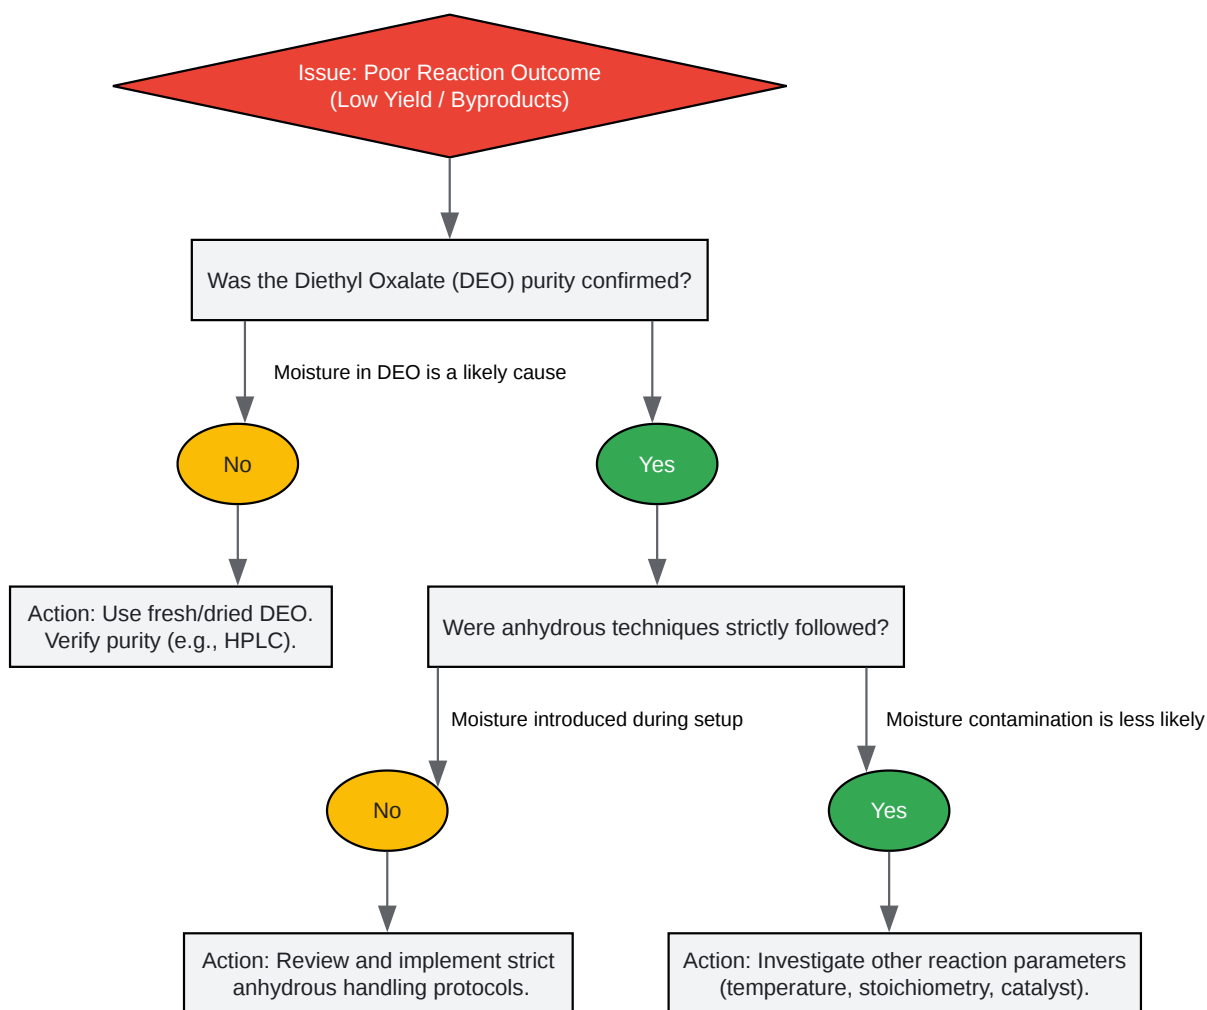 Issue: Poor Reaction Outcome
(Low Yield / Byproducts)
Was the Diethyl Oxalate (DEO) purity confirmed?
Moisture in DEO is a likely cause
No
Yes
Action: Use fresh/dried DEO.
Verify purity (e.g., HPLC).
Were anhydrous techniques strictly followed?
Moisture introduced during setup
Moisture contamination is less likely
No
Yes
Action: Review and implement strict
anhydrous handling protocols.
Action: Investigate other reaction parameters
(temperature, stoichiometry, catalyst).